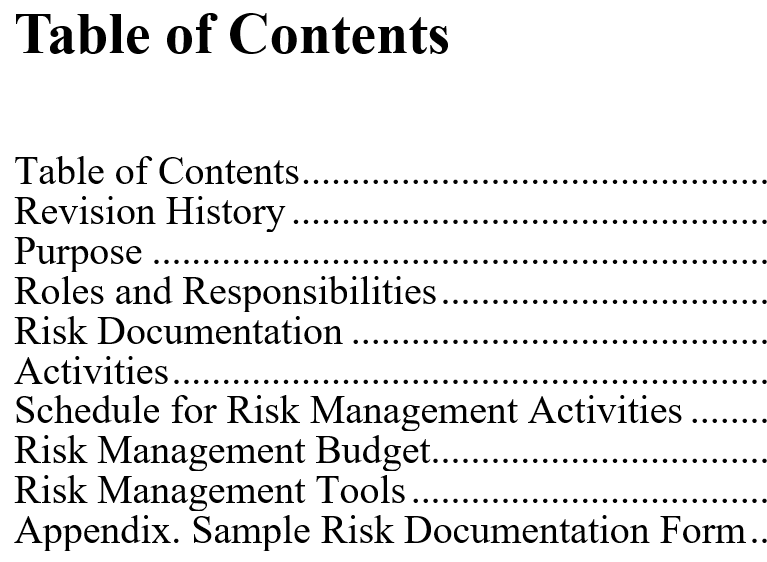 Table of Contents
Table of Contents...............................................
Revision History ................................................
Purpose ..............................................................
Roles and Responsibilities.................................
Risk Documentation ..........................................
Activities............................................................
Schedule for Risk Management Activities ........
Risk Management Budget..................................
Risk Management Tools ....................................
Appendix. Sample Risk Documentation Form..